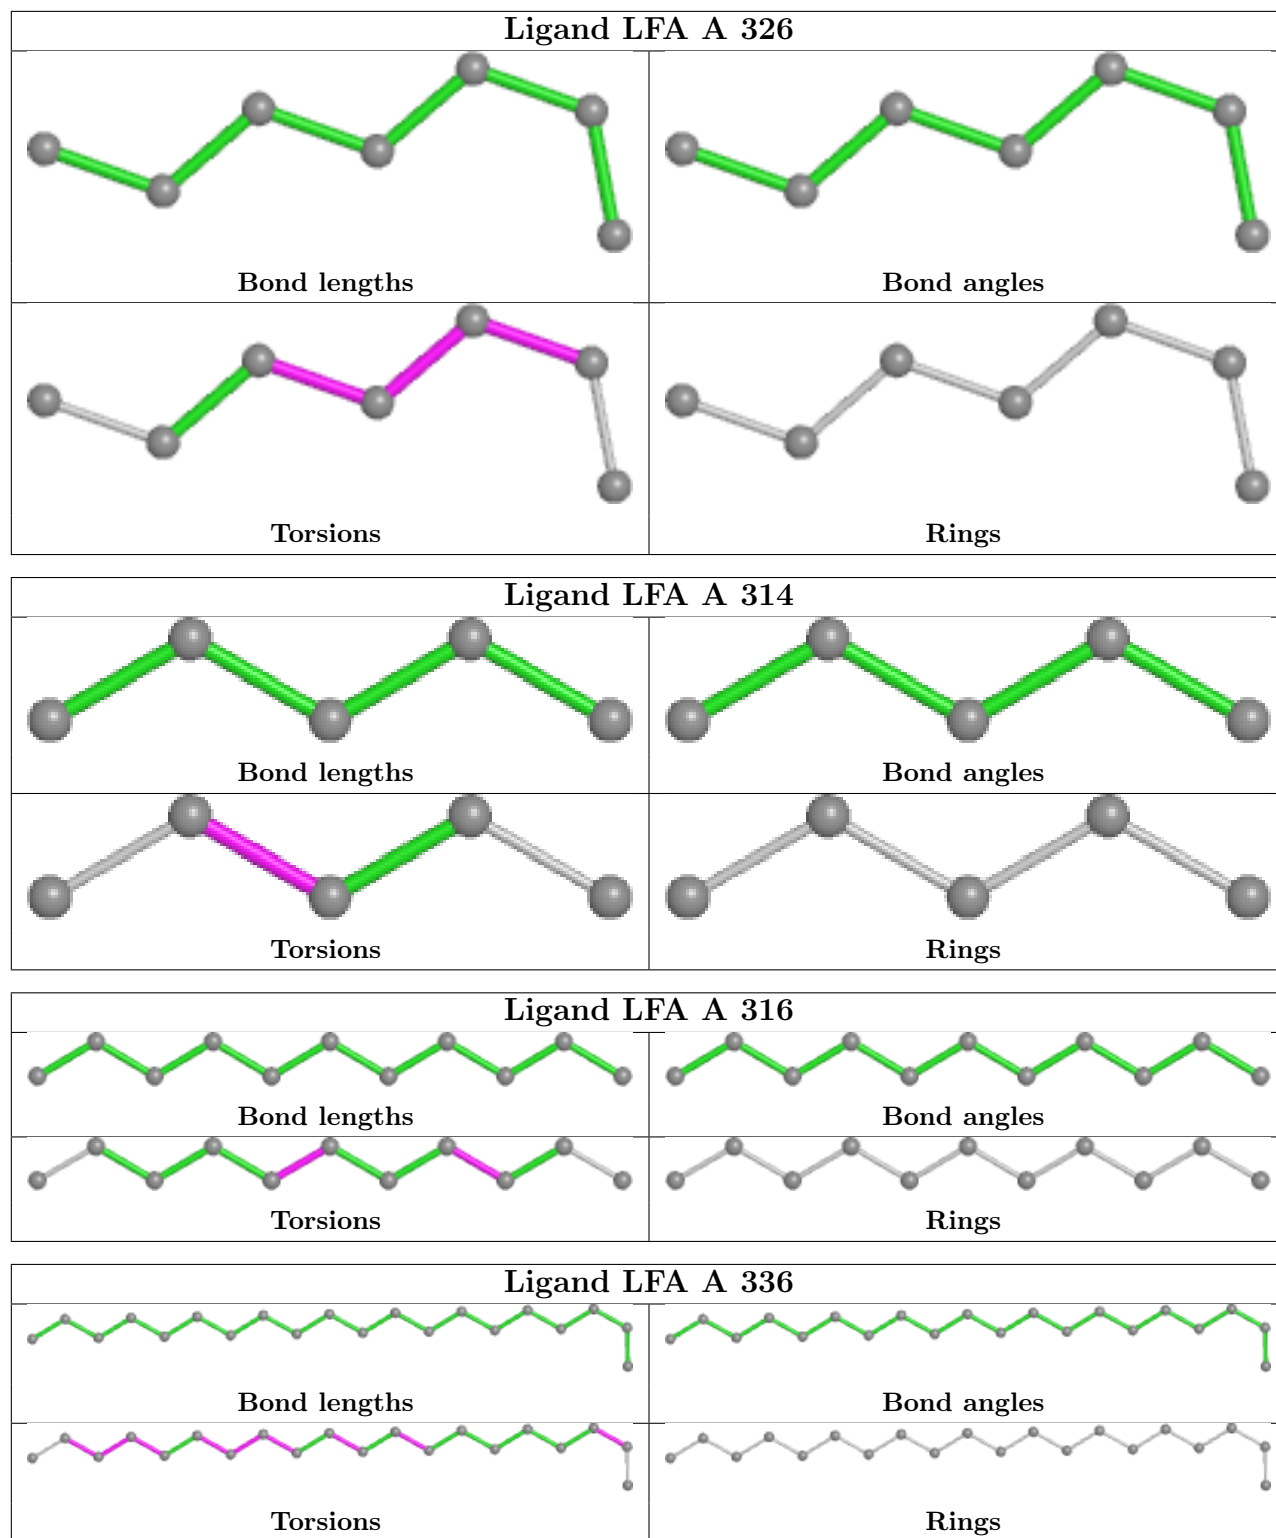 Ligand LFA A 326
Bond lengths
Bond angles
Torsions
Rings
Ligand LFA A 314
Bond lengths
Bond angles
Torsions
Rings
Ligand LFA A 316
Bond lengths
Bond angles
Torsions
Rings
Ligand LFA A 336
Bond lengths
Bond angles
Torsions
Rings